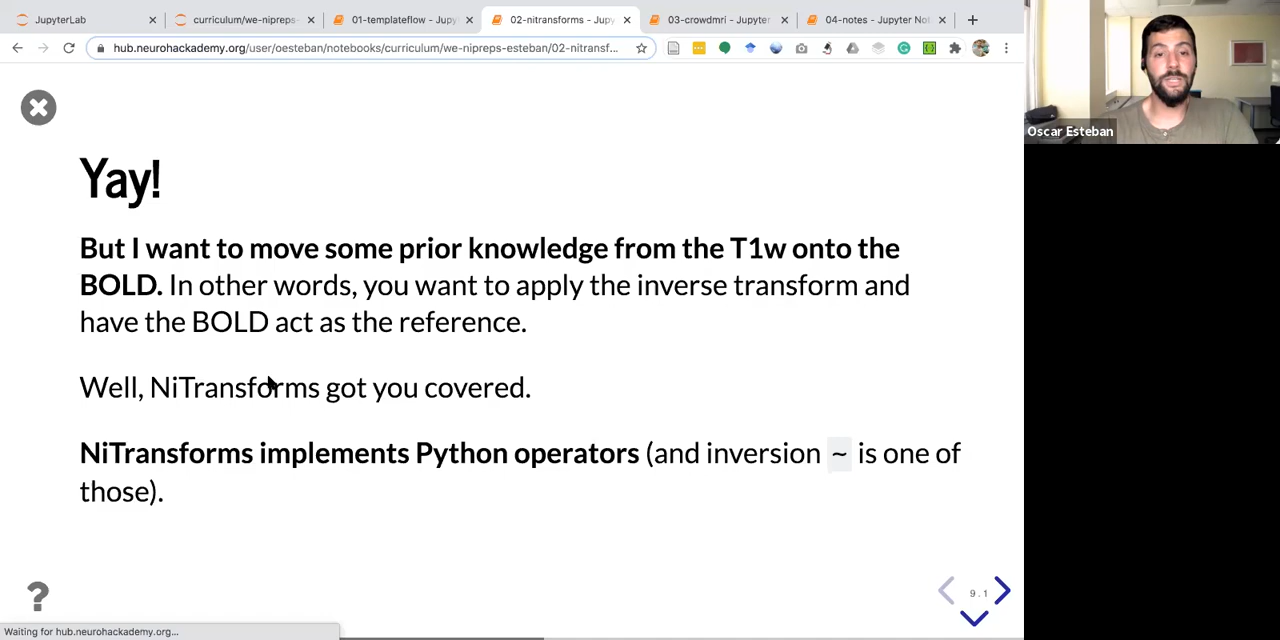 JupyterLab
curriculum/we-nipreps-
01-templateflow - Jupyt
02-nitransforms - Jupy
03-crowdmri - Jupyter
04-notes - Jupyter Not
hub.neurohackademy.org/user/oesteban/notebooks/curriculum/we-nipreps-esteban/02-nitransf...
Oscar Esteban
Yay!
But I want to move some prior knowledge from the T1w onto the
BOLD. In other words, you want to apply the inverse transform and
have the BOLD act as the reference.
Well, NiTransforms got you covered.
NiTransforms implements Python operators (and inversion ~ is one of
those).
?
9.1
Waiting for hub.neurohackademy.org...